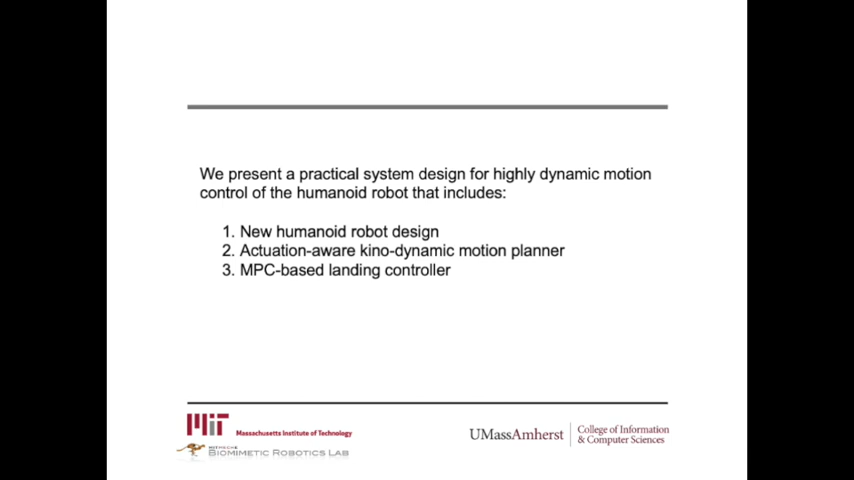 We present a practical system design for highly dynamic motion
control of the humanoid robot that includes:
1. New humanoid robot design
2. Actuation-aware kino-dynamic motion planner
3. MPC-based landing controller
MIT Massachusetts Institute of Technology
BIOMIMETIC ROBOTICS LAB
UMassAmherst
College of Information
& Computer Sciences